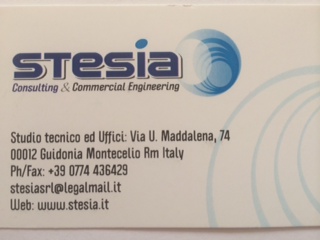 stesia
Consulting & Commercial Engineering
Studio tecnico ed Uffici: Via U. Maddalena, 74
00012 Guidonia Montecelio Rm Italy
Ph/Fax: +39 0774 436429
stesiasrl@legalmail.it
Web: www.stesia.it